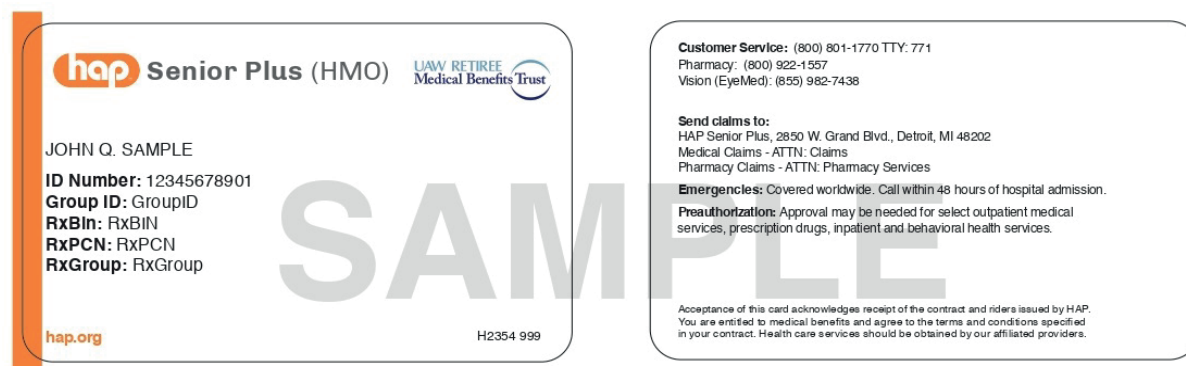 hap Senior Plus (HMO)
UAW RETIREE
Medical Benefits Trust
JOHN Q. SAMPLE
ID Number: 12345678901
Group ID: GroupID
RxBin: RxBIN
RxPCN: RxPCN
RxGroup: RxGroup
hap.org
H2354 999
SAMPLE
Customer Service: (800) 801-1770 TTY: 771
Pharmacy: (800) 922-1557
Vision (EyeMed): (855) 982-7438
Send claims to:
HAP Senior Plus, 2850 W. Grand Blvd., Detroit, MI 48202
Medical Claims - ATTN: Claims
Pharmacy Claims - ATTN: Pharmacy Services
Emergencies: Covered worldwide. Call within 48 hours of hospital admission.
Preauthorization: Approval may be needed for select outpatient medical
services, prescription drugs, inpatient and behavioral health services.
Acceptance of this card acknowledges receipt of the contract and riders issued by HAP.
You are entitled to medical benefits and agree to the terms and conditions specified
in your contract. Health care services should be obtained by our affiliated providers.